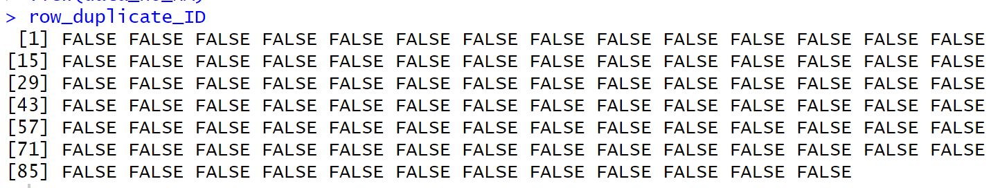 > row_duplicate_ID
[1] FALSE FALSE FALSE FALSE FALSE FALSE FALSE FALSE FALSE FALSE FALSE FALSE FALSE FALSE
[15] FALSE FALSE FALSE FALSE FALSE FALSE FALSE FALSE FALSE FALSE FALSE FALSE FALSE FALSE
[29] FALSE FALSE FALSE FALSE FALSE FALSE FALSE FALSE FALSE FALSE FALSE FALSE FALSE FALSE
[43] FALSE FALSE FALSE FALSE FALSE FALSE FALSE FALSE FALSE FALSE FALSE FALSE FALSE FALSE
[57] FALSE FALSE FALSE FALSE FALSE FALSE FALSE FALSE FALSE FALSE FALSE FALSE FALSE FALSE
[71] FALSE FALSE FALSE FALSE FALSE FALSE FALSE FALSE FALSE FALSE FALSE FALSE FALSE FALSE
[85] FALSE FALSE FALSE FALSE FALSE FALSE FALSE FALSE FALSE FALSE FALSE FALSE